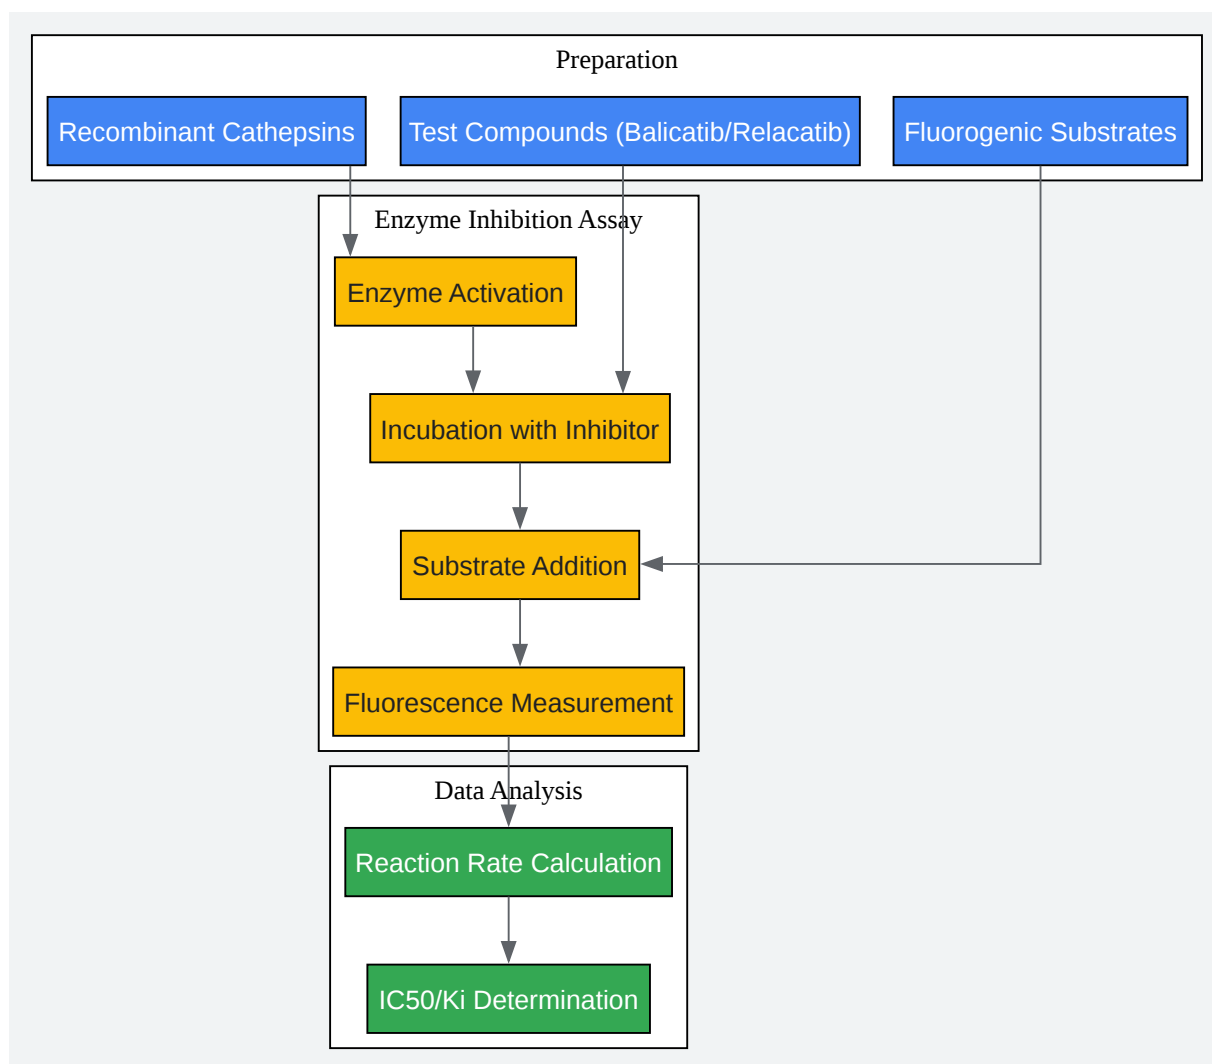 Preparation
Recombinant Cathepsins
Test Compounds (Balicatib/Relacatib)
Fluorogenic Substrates
Enzyme Inhibition Assay
Enzyme Activation
Incubation with Inhibitor
Substrate Addition
Fluorescence Measurement
Data Analysis
Reaction Rate Calculation
IC50/Ki Determination